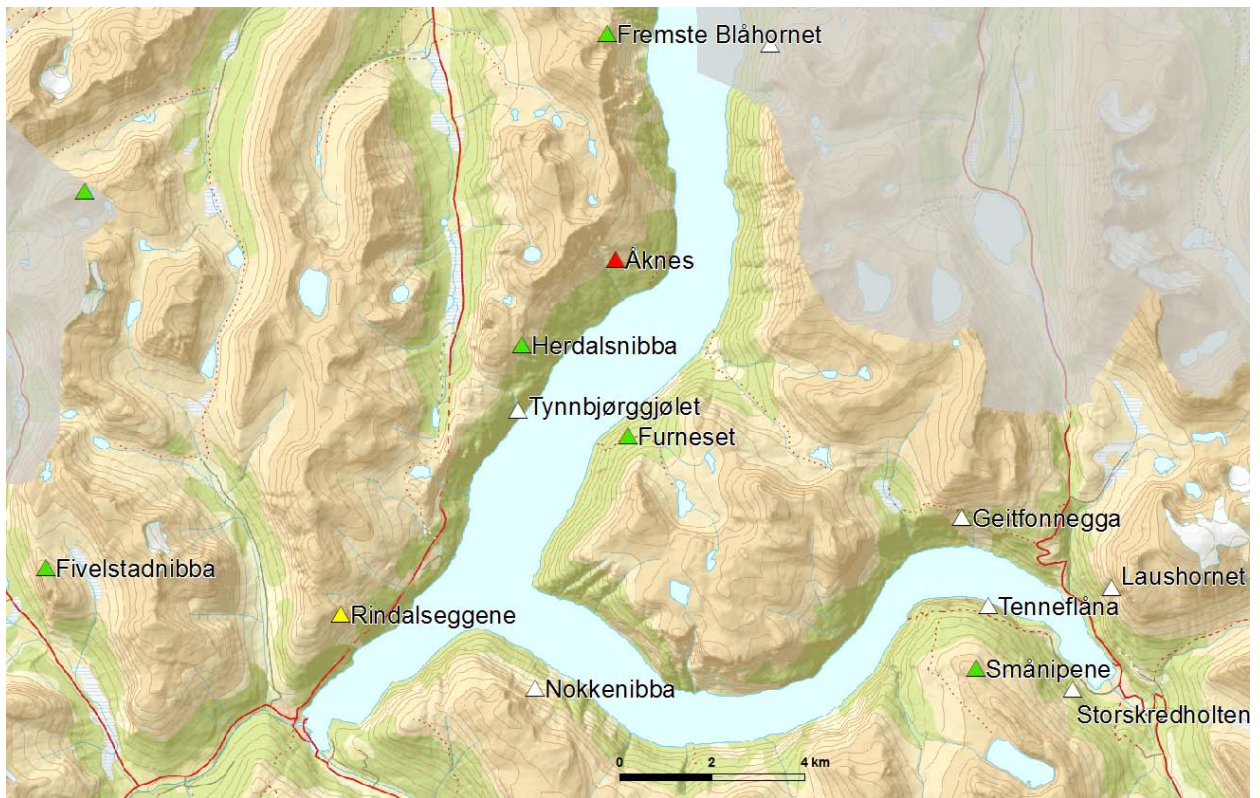 Fremste Blåhornet
Åknes
Herdalsnibba
Tynnbjørggjølet
Furneset
Geitfonnegga
Fivelstadnibba
Laushornet
Tenneflåna
Rindalseggene
Smånipene
Nokkenibba
Storskredholten
0 2 4 km